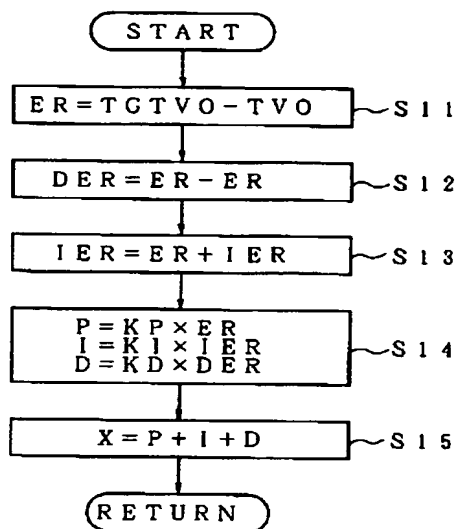 START
ER=TGTVO-TVO
S11
DER=ER-ER
S12
IER=ER+IER
S13
P=KP×ER
I=KI×IER
D=KD×DER
S14
X=P+I+D
S15
RETURN